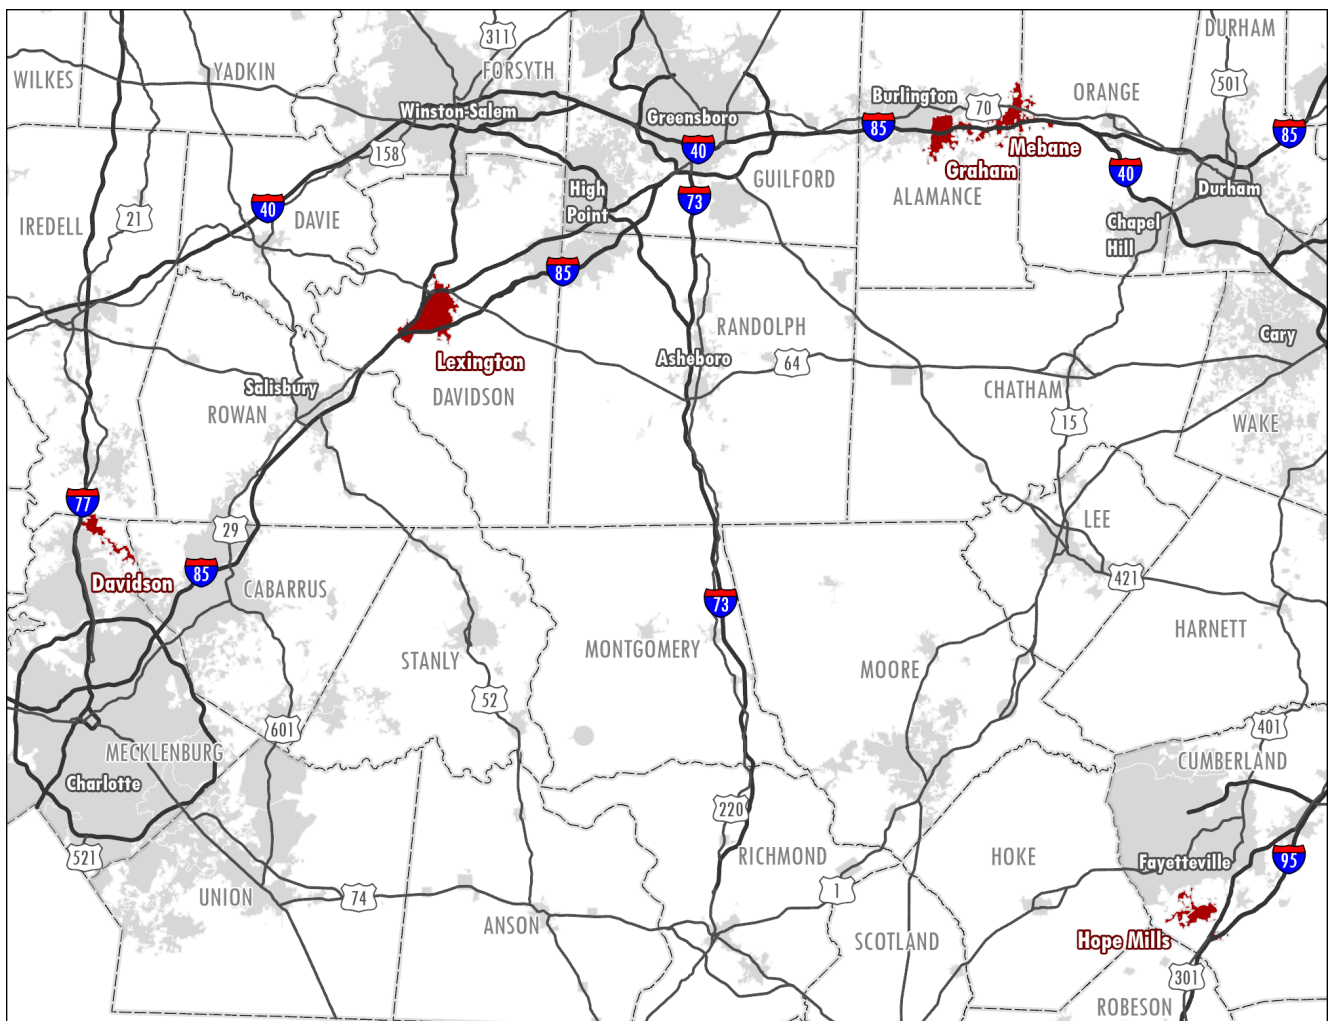 DURHAM
311
WILKES
YADKIN
FORSYTH
501
ORANGE
Burlington
70
Winston-Salem
Greensboro
85
85
40
Mebane
158
Graham
40
GUILFORD
High
Point
73
ALAMANCE
Durham
40
21
DAVIE
IREDELL
Chapel
Hill
85
RANDOLPH
Cary
Lexington
Asheboro
64
Salisbury
DAVIDSON
CHATHAM
ROWAN
15
WAKE
77
29
LEE
85
Davidson
CABARRUS
421
73
HARNETT
MONTGOMERY
STANLY
MOORE
52
601
401
MECKLENBURG
CUMBERLAND
Charlotte
220
521
RICHMOND
HOKE
Fayetteville
95
1
UNION
74
ANSON
SCOTLAND
Hope Mills
301
ROBESON